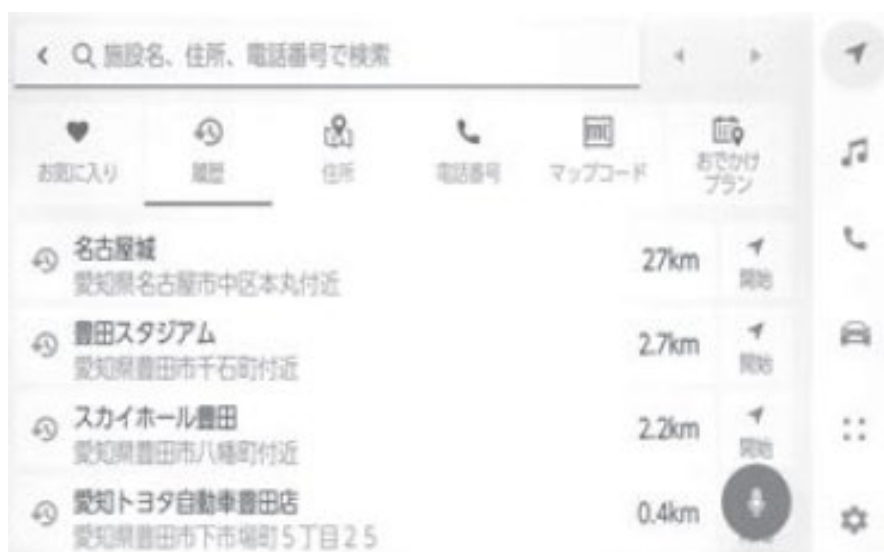 施設名、住所、電話番号で検索
お気に入り
履歴
住所
電話番号
マップコード
おでかけ
プラン
名古屋城
愛知県名古屋市中区本丸付近
27km
開始
豊田スタジアム
愛知県豊田市千石町付近
2.7km
開始
スカイホール豊田
愛知県豊田市八幡町付近
2.2km
開始
愛知トヨタ自動車豊田店
愛知県豊田市下市場町5丁目25
0.4km